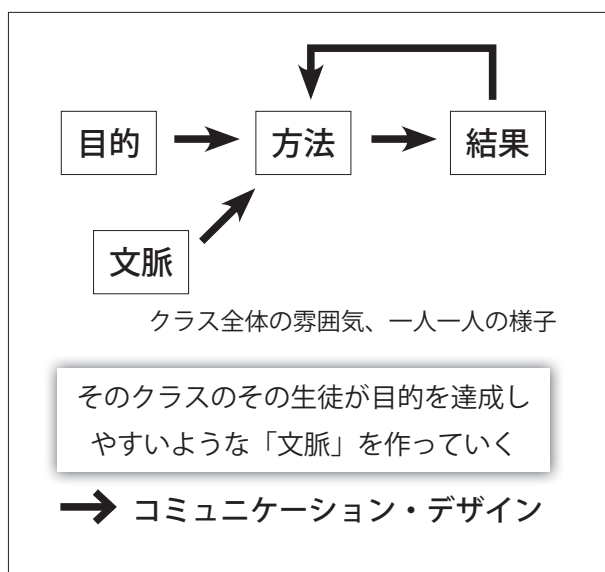 目的
方法
結果
文脈
クラス全体の雰囲気、一人一人の様子
そのクラスのその生徒が目的を達成し
やすいような「文脈」を作っていく
コミュニケーション・デザイン